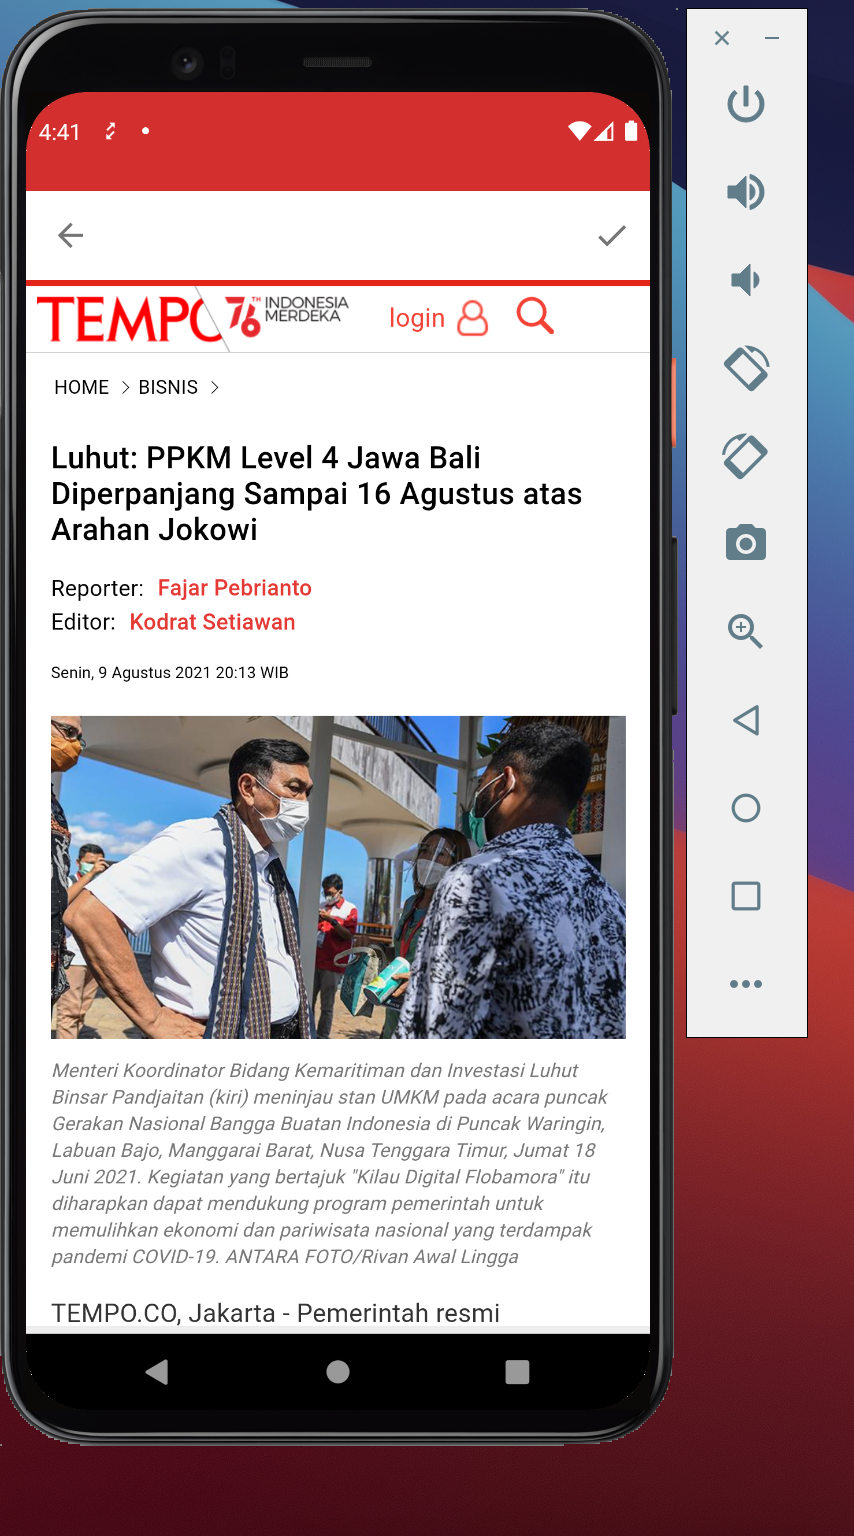 4:41
TEMPO 76TH INDONESIA
MERDEKA
login
HOME BISNIS
Luhut: PPKM Level 4 Jawa Bali
Diperpanjang Sampai 16 Agustus atas
Arahan Jokowi
Reporter: Fajar Pebrianto
Editor: Kodrat Setiawan
Senin, 9 Agustus 2021 20:13 WIB
Menteri Koordinator Bidang Kemaritiman dan Investasi Luhut
Binsar Pandjaitan (kiri) meninjau stan UMKM pada acara puncak
Gerakan Nasional Bangga Buatan Indonesia di Puncak Waringin,
Labuan Bajo, Manggarai Barat, Nusa Tenggara Timur, Jumat 18
Juni 2021. Kegiatan yang bertajuk "Kilau Digital Flobamora" itu
diharapkan dapat mendukung program pemerintah untuk
memulihkan ekonomi dan pariwisata nasional yang terdampak
pandemi COVID-19. ANTARA FOTO/Rivan Awal Lingga
TEMPO.CO, Jakarta - Pemerintah resmi